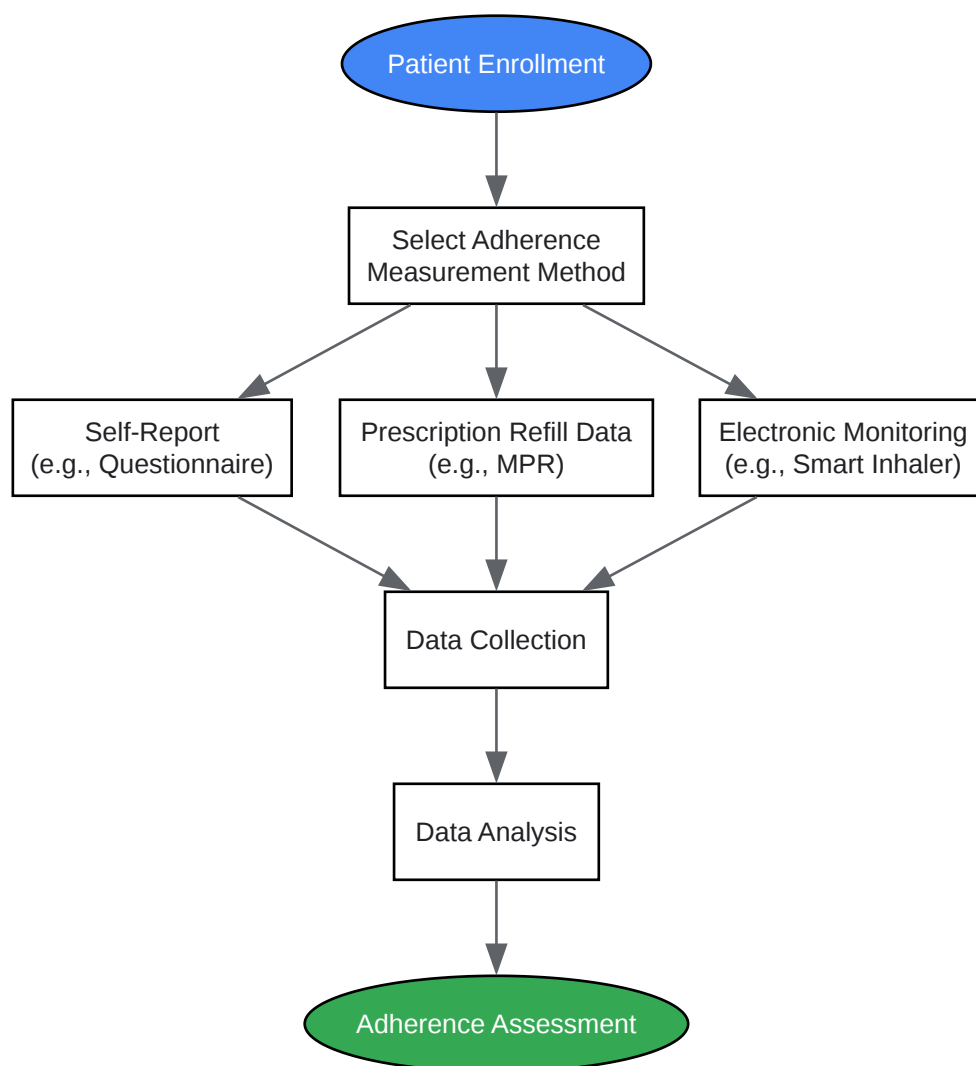 Patient Enrollment
Select Adherence
Measurement Method
Self-Report
(e.g., Questionnaire)
Prescription Refill Data
(e.g., MPR)
Electronic Monitoring
(e.g., Smart Inhaler)
Data Collection
Data Analysis
Adherence Assessment